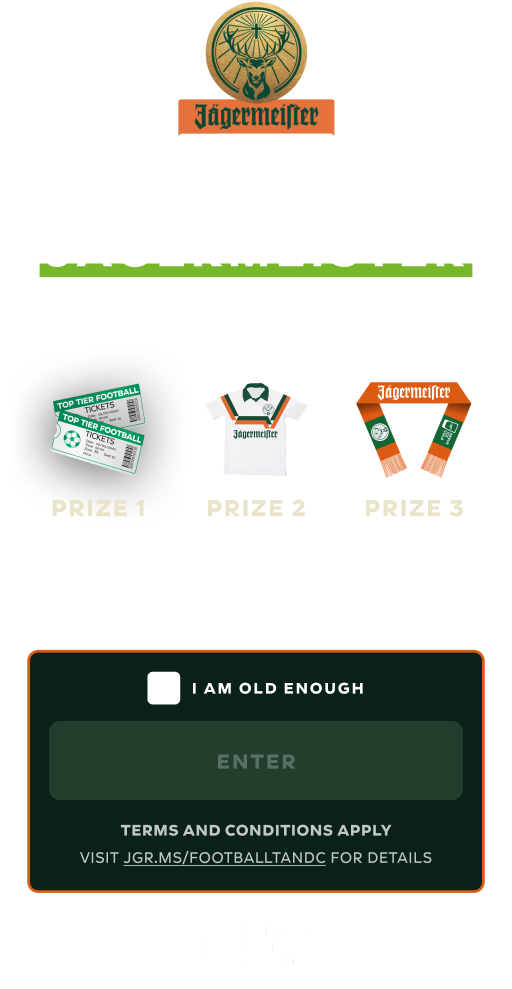 Jägermeister
JAGERMEISTER
TOP TIER FOOTBALL
TICKETS
TOP TIER FOOTBALL
TICKETS
Jägermeister
Jägermeister
PRIZE 1
PRIZE 2
PRIZE 3
I AM OLD ENOUGH
ENTER
TERMS AND CONDITIONS APPLY
VISIT JGR.MS/FOOTBALLTANDC FOR DETAILS